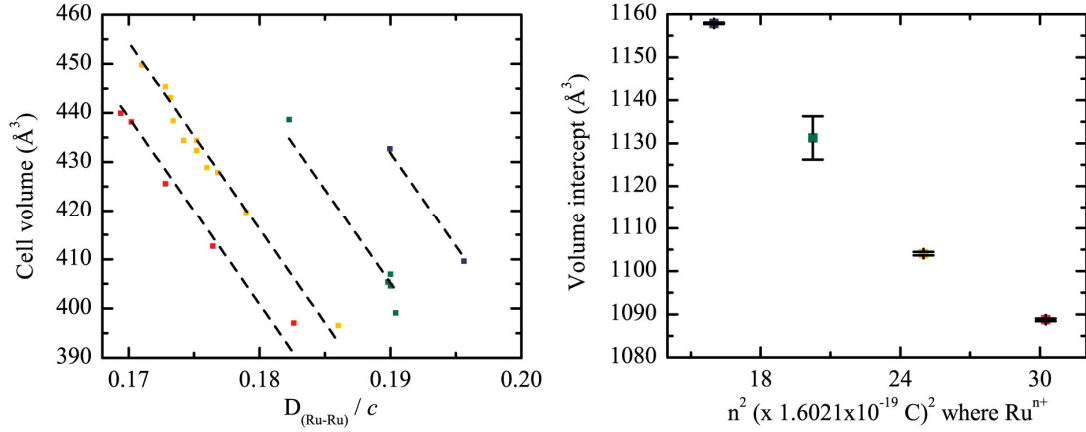 460
450
440
430
420
410
400
390
Cell volume (Å³)
0.17 0.18 0.19 0.20
D(Ru-Ru) / c
1160
1150
1140
1130
1120
1110
1100
1090
1080
Volume intercept (Å³)
18 24 30
n² (x 1.6021x10⁻¹⁹ C)² where Ruⁿ⁺